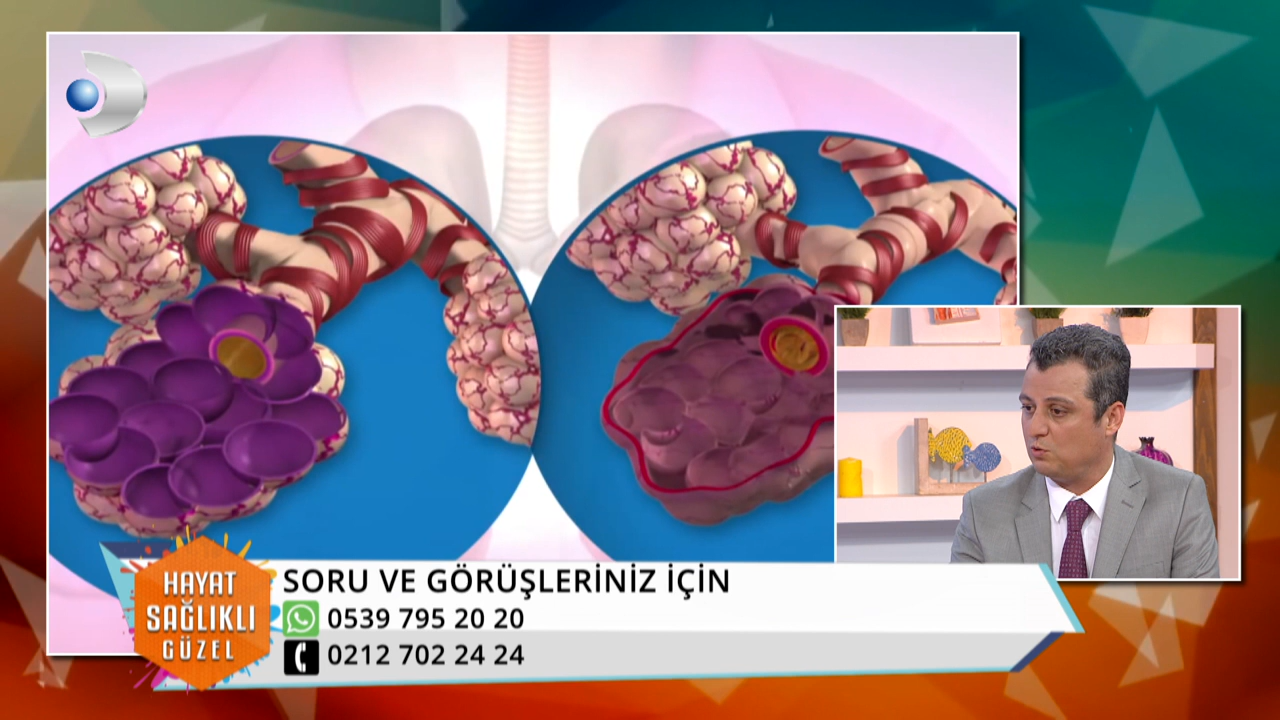 HAYAT
SAĞLIKLI
GÜZEL
SORU VE GÖRÜŞLERİNİZ İÇİN
0539 795 20 20
0212 702 24 24